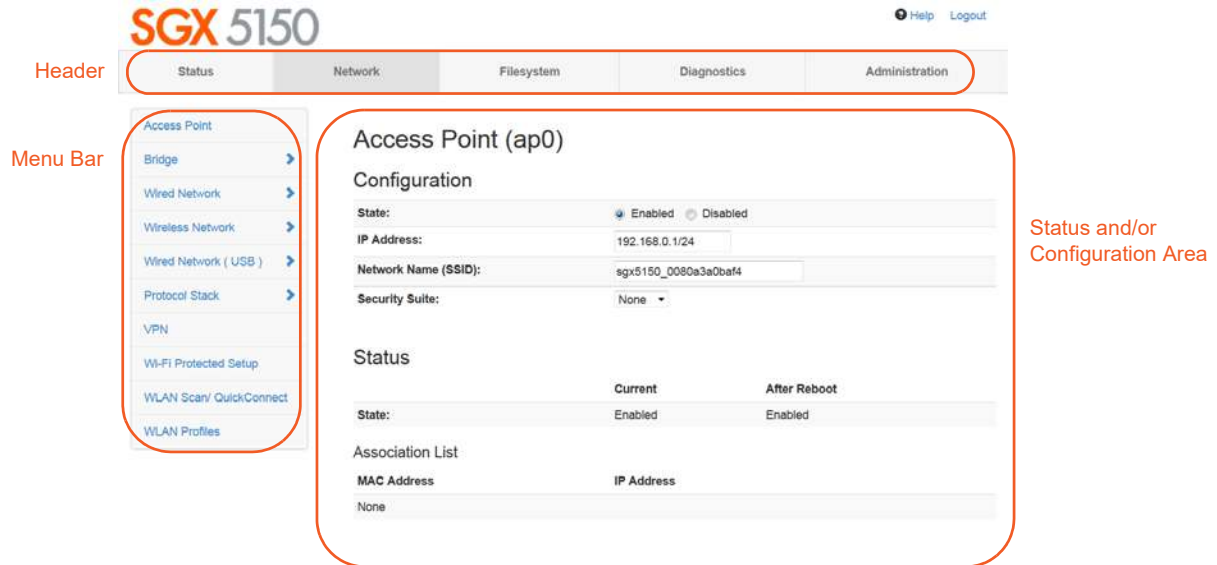 SGX 5150
Help Logout
Header
Status Network Filesystem Diagnostics Administration
Menu Bar
Access Point
Bridge
Wired Network
Wireless Network
Wired Network ( USB )
Protocol Stack
VPN
Wi-Fi Protected Setup
WLAN Scan/ QuickConnect
WLAN Profiles
Access Point (ap0)
Configuration
State: Enabled Disabled
IP Address: 192.168.0.1/24
Network Name (SSID): sgx5150_0080a3a0baf4
Security Suite: None
Status
Current After Reboot
State: Enabled Enabled
Association List
MAC Address IP Address
None
Status and/or
Configuration Area